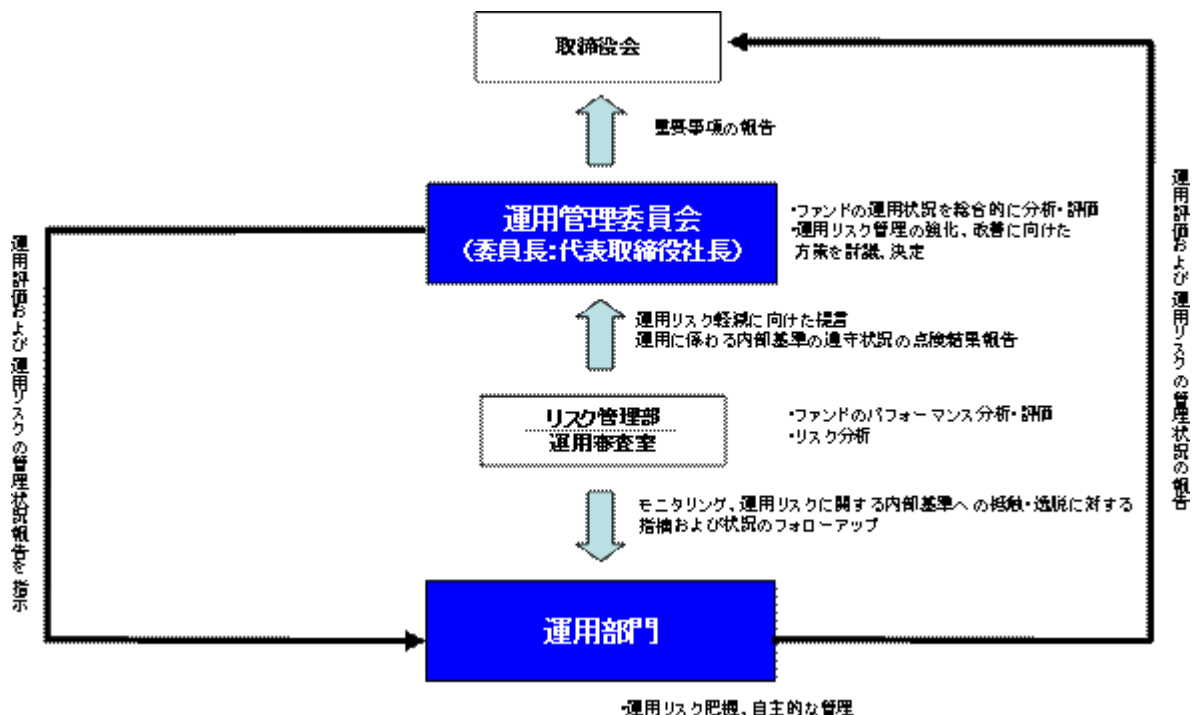 取締役会
重要事項の報告
運用管理委員会
(委員長:代表取締役社長)
・ファンドの運用状況を総合的に分析・評価
・運用リスク管理の強化、改善に向けた
方策を討議、決定
運用リスク軽減に向けた提言
運用に係わる内部基準の遵守状況の点検結果報告
リスク管理部
運用審査室
・ファンドのパフォーマンス分析・評価
・リスク分析
モニタリング、運用リスクに関する内部基準への抵触・逸脱に対する
指摘および状況のフォローアップ
運用部門
・運用リスク把握、自主的な管理
運用評価および運用リスクの管理状況報告を指示
運用評価および運用リスクの管理状況の報告